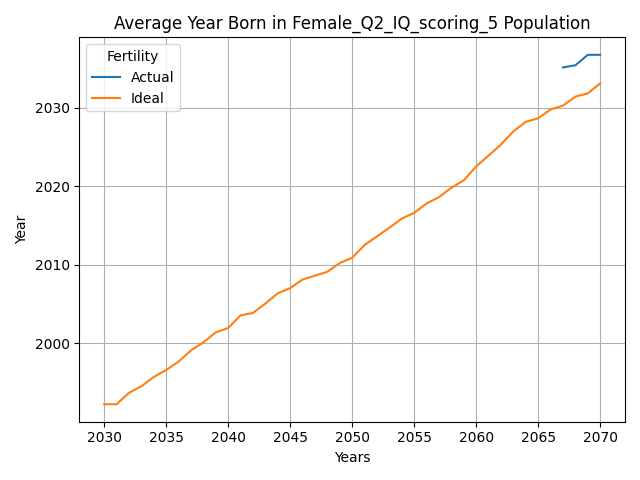 Average Year Born in Female_Q2_IQ_scoring_5 Population
Fertility
Actual
Ideal
2030
2020
2010
2000
Year
2030 2035 2040 2045 2050 2055 2060 2065 2070
Years